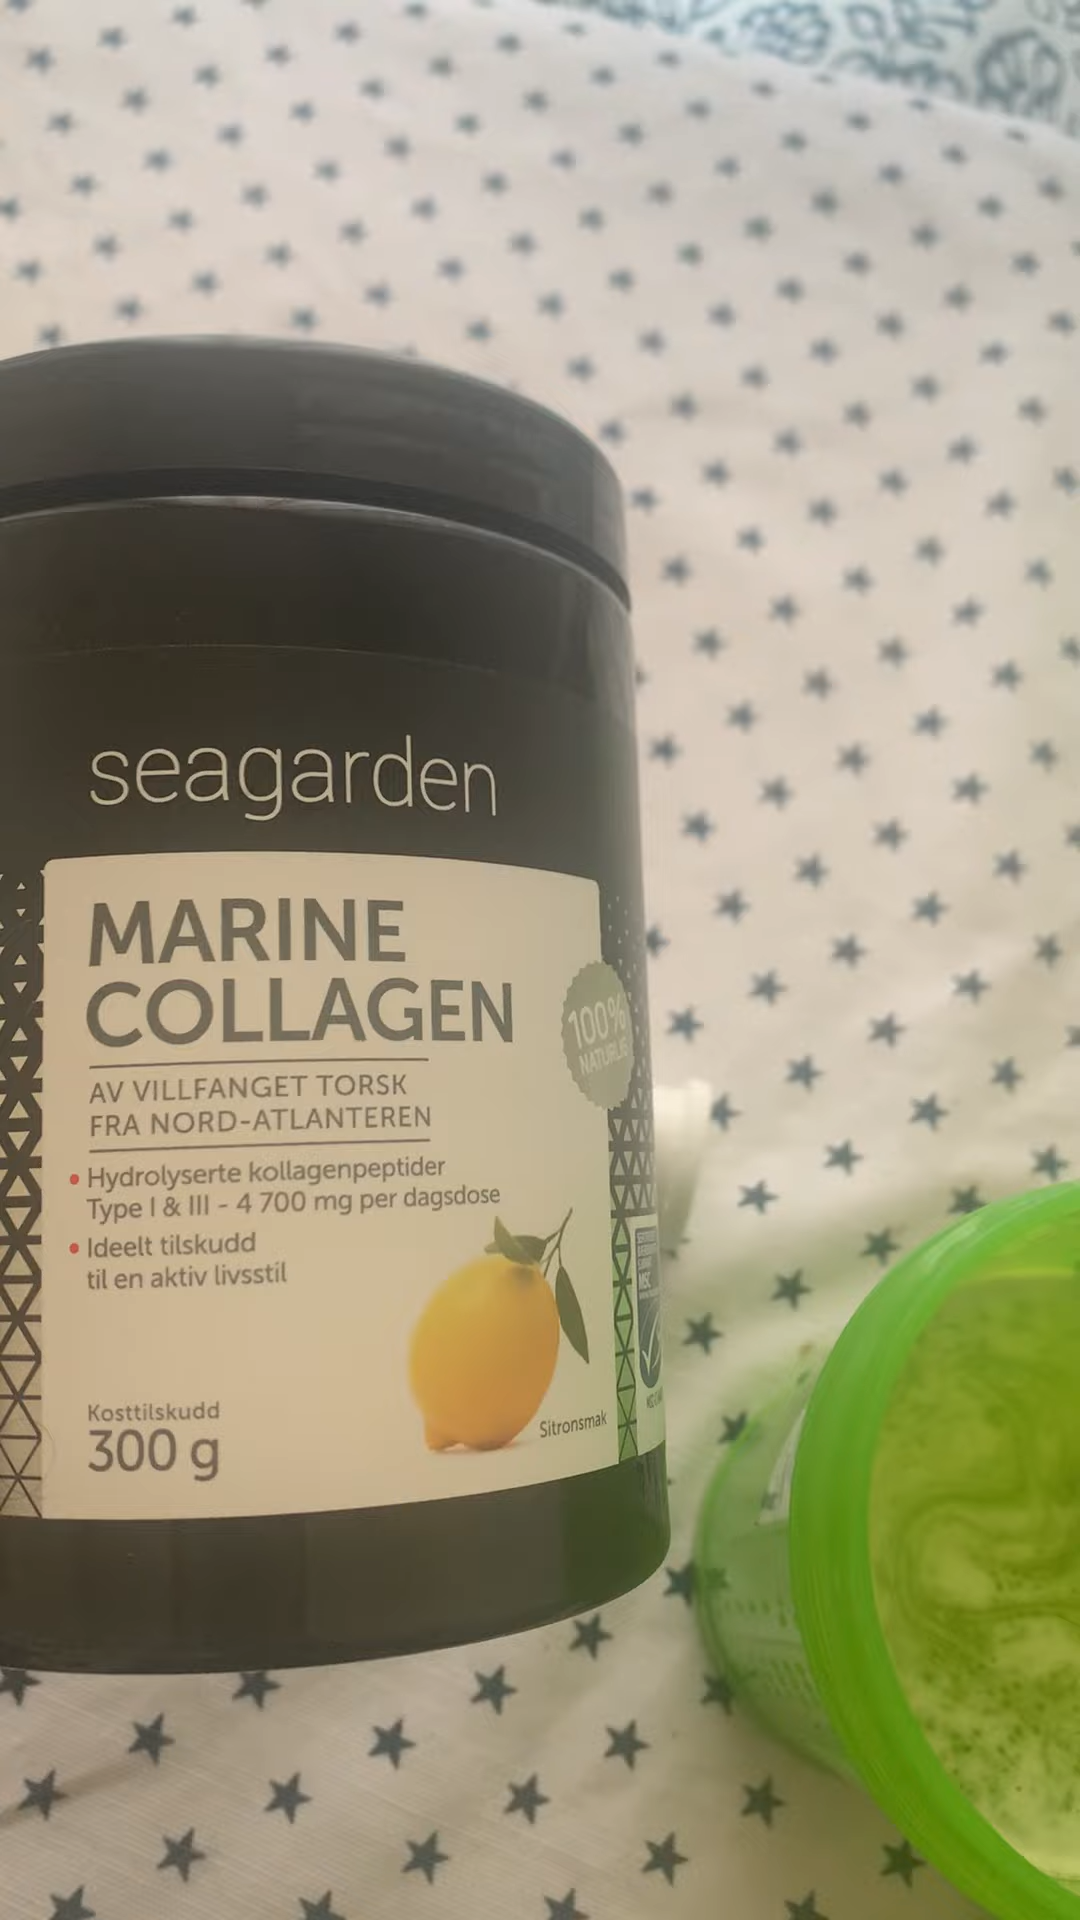 seagarden
MARINE
COLLAGEN
100%
NATURLIG
AV VILLFANGET TORSK
FRA NORD-ATLANTEREN
• Hydrolyserte kollagenpeptider
Type I & III - 4 700 mg per dagsdose
• Ideelt tilskudd
til en aktiv livsstil
MSC
Kosttilskudd
300 g
Sitronsmak